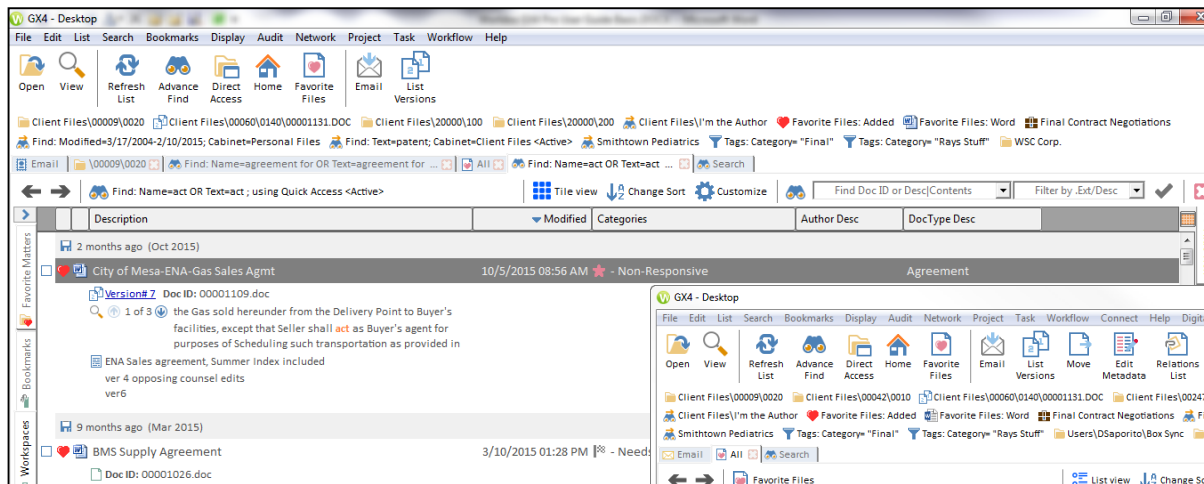 GX4 - Desktop
File Edit List Search Bookmarks Display Audit Network Project Task Workflow Help
Open View Refresh List Advance Find Direct Access Home Favorite Files Email List Versions
Client Files\00009\0020 Client Files\00060\0140\00001131.DOC Client Files\20000\100 Client Files\20000\200 Client Files\I'm the Author Favorite Files: Added Favorite Files: Word Final Contract Negotiations
Find: Modified=3/17/2004-2/10/2015; Cabinet=Personal Files Find: Text=patent; Cabinet=Client Files <Active> Smithtown Pediatrics Tags: Category= "Final" Tags: Category= "Rays Stuff" WSC Corp.
Email \00009\0020 Find: Name=agreement for OR Text=agreement for ... All Find: Name=act OR Text=act ... Search
Find: Name=act OR Text=act ; using Quick Access <Active> Tile view Change Sort Customize Find Doc ID or Desc|Contents Filter by .Ext/Desc
Description Modified Categories Author Desc DocType Desc
2 months ago (Oct 2015)
City of Mesa-ENA-Gas Sales Agmt 10/5/2015 08:56 AM - Non-Responsive Agreement
Version# 7 Doc ID: 00001109.doc
1 of 3 the Gas sold hereunder from the Delivery Point to Buyer's
facilities, except that Seller shall act as Buyer's agent for
purposes of Scheduling such transportation as provided in
ENA Sales agreement, Summer Index included
ver 4 opposing counsel edits
ver6
9 months ago (Mar 2015)
BMS Supply Agreement 3/10/2015 01:28 PM - Needs
Doc ID: 00001026.doc
Favorite Matters
Bookmarks
Workspaces
GX4 - Desktop
File Edit List Search Bookmarks Display Audit Network Project Task Workflow Connect Help Digit
Open View Refresh List Advance Find Direct Access Home Favorite Files Email List Versions Move Edit Metadata Relations List
Client Files\00009\0020 Client Files\00042\0010 Client Files\00060\0140\00001131.DOC Client Files\00247
Client Files\I'm the Author Favorite Files: Added Favorite Files: Word Final Contract Negotiations
Smithtown Pediatrics Tags: Category= "Final" Tags: Category= "Rays Stuff" Users\DSaporito\Box Sync
Email All Search
Favorite Files List view Change So